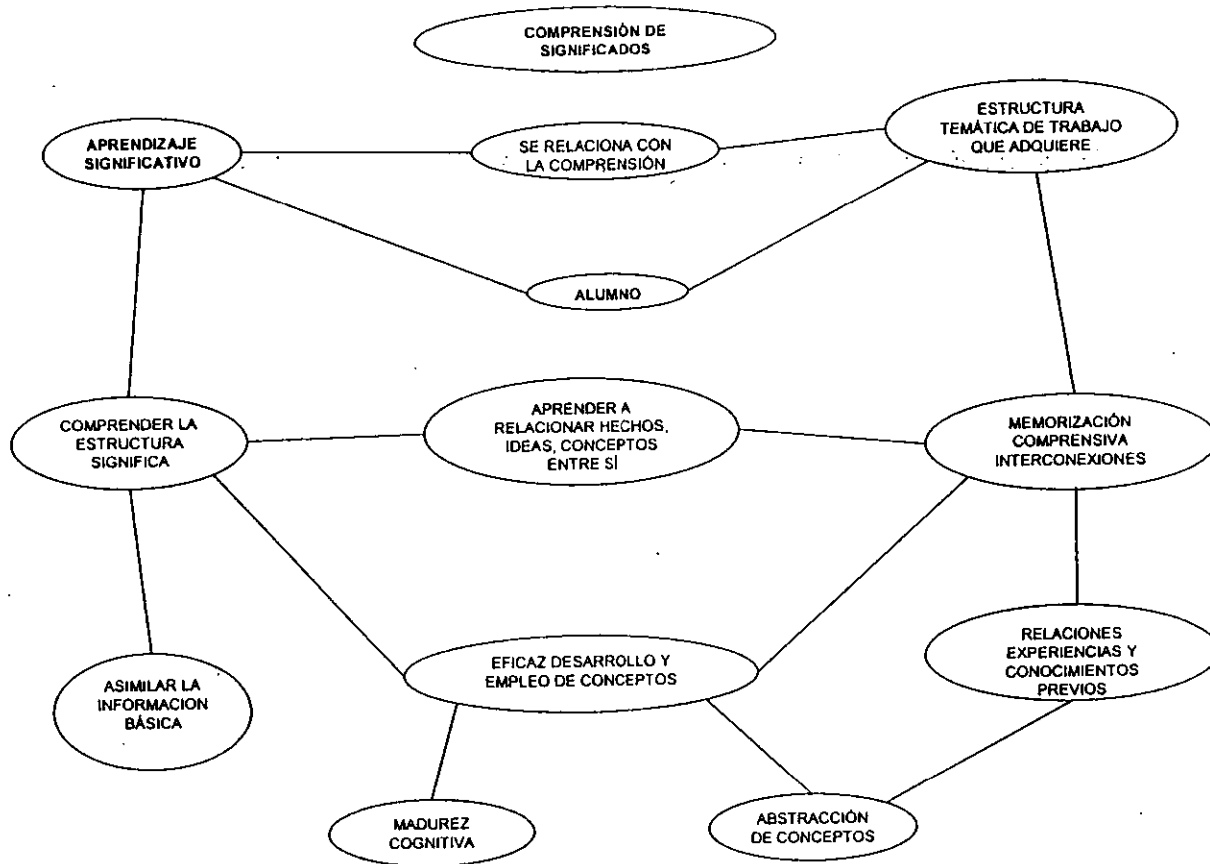 COMPRENSIÓN DE
SIGNIFICADOS
APRENDIZAJE
SIGNIFICATIVO
SE RELACIONA CON
LA COMPRENSIÓN
ESTRUCTURA
TEMÁTICA DE TRABAJO
QUE ADQUIERE
ALUMNO
COMPRENDER LA
ESTRUCTURA
SIGNIFICA
APRENDER A
RELACIONAR HECHOS,
IDEAS, CONCEPTOS
ENTRE SÍ
MEMORIZACIÓN
COMPRENSIVA
INTERCONEXIONES
ASIMILAR LA
INFORMACION
BÁSICA
EFICAZ DESARROLLO Y
EMPLEO DE CONCEPTOS
RELACIONES
EXPERIENCIAS Y
CONOCIMIENTOS
PREVIOS
MADUREZ
COGNITIVA
ABSTRACCIÓN
DE CONCEPTOS